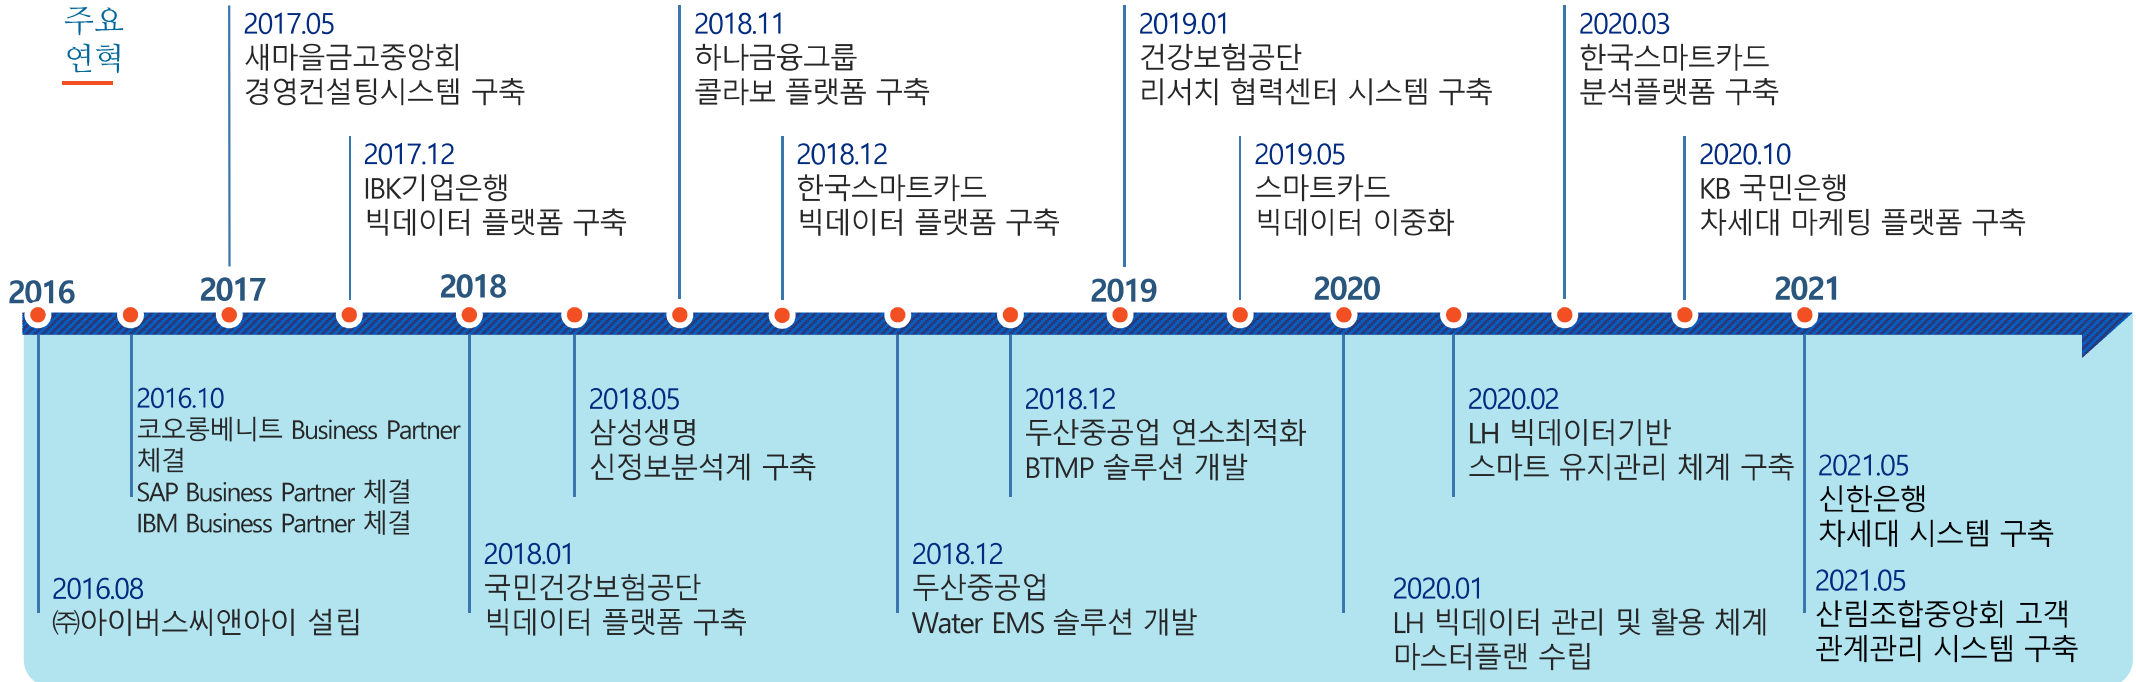 주요
연혁
2017.05
새마을금고중앙회
경영컨설팅시스템 구축
2018.11
하나금융그룹
콜라보 플랫폼 구축
2019.01
건강보험공단
리서치 협력센터 시스템 구축
2020.03
한국스마트카드
분석플랫폼 구축
2017.12
IBK기업은행
빅데이터 플랫폼 구축
2018.12
한국스마트카드
빅데이터 플랫폼 구축
2019.05
스마트카드
빅데이터 이중화
2020.10
KB 국민은행
차세대 마케팅 플랫폼 구축
2016
2017
2018
2019
2020
2021
2016.10
코오롱베니트 Business Partner
체결
SAP Business Partner 체결
IBM Business Partner 체결
2018.05
삼성생명
신정보분석계 구축
2018.12
두산중공업 연소최적화
BTMP 솔루션 개발
2020.02
LH 빅데이터기반
스마트 유지관리 체계 구축
2021.05
신한은행
차세대 시스템 구축
2016.08
㈜아이버스씨앤아이 설립
2018.01
국민건강보험공단
빅데이터 플랫폼 구축
2018.12
두산중공업
Water EMS 솔루션 개발
2020.01
LH 빅데이터 관리 및 활용 체계
마스터플랜 수립
2021.05
산림조합중앙회 고객
관계관리 시스템 구축